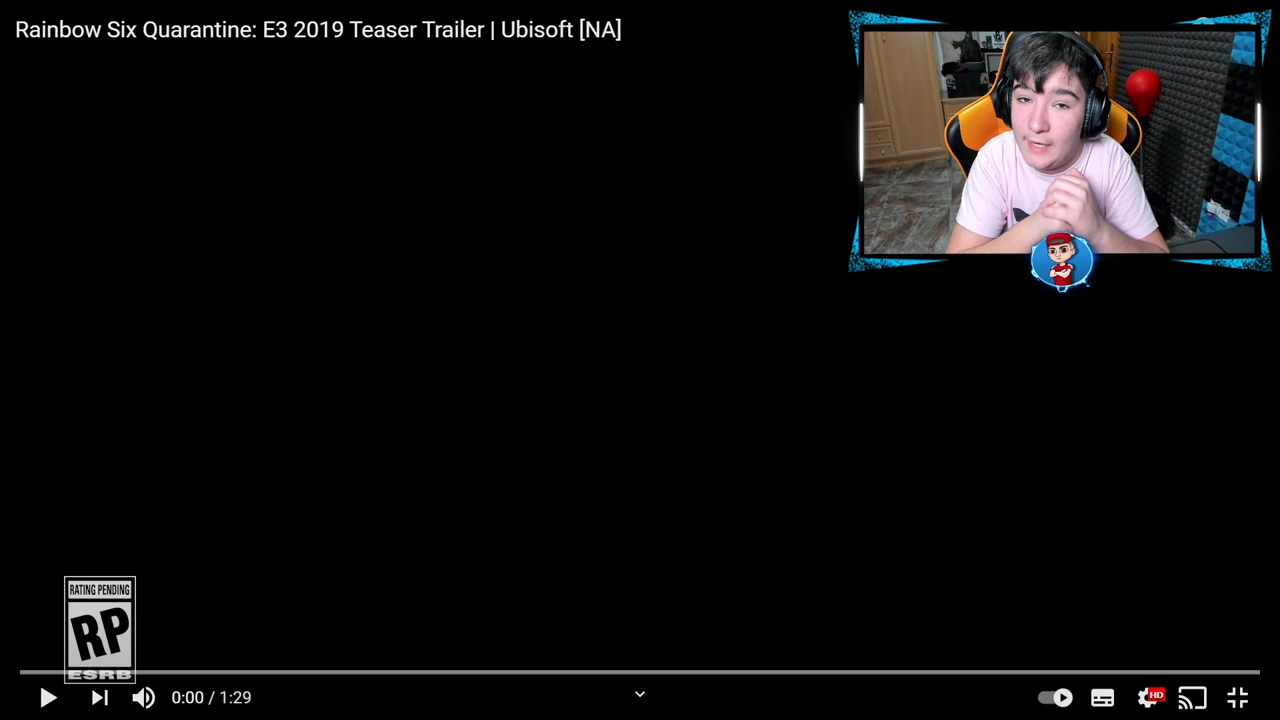 Rainbow Six Quarantine: E3 2019 Teaser Trailer | Ubisoft [NA]
RATING PENDING
RP
ESRB
0:00 / 1:29
HD